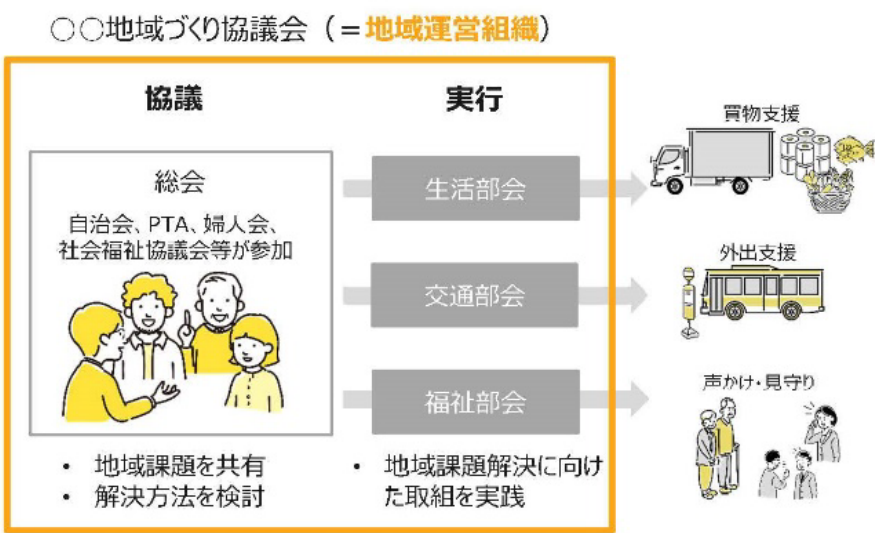 ○○地域づくり協議会（＝地域運営組織）
協議
総会
自治会、PTA、婦人会、
社会福祉協議会等が参加
• 地域課題を共有
• 解決方法を検討
実行
生活部会
交通部会
福祉部会
• 地域課題解決に向け
た取組を実践
買物支援
外出支援
声かけ・見守り